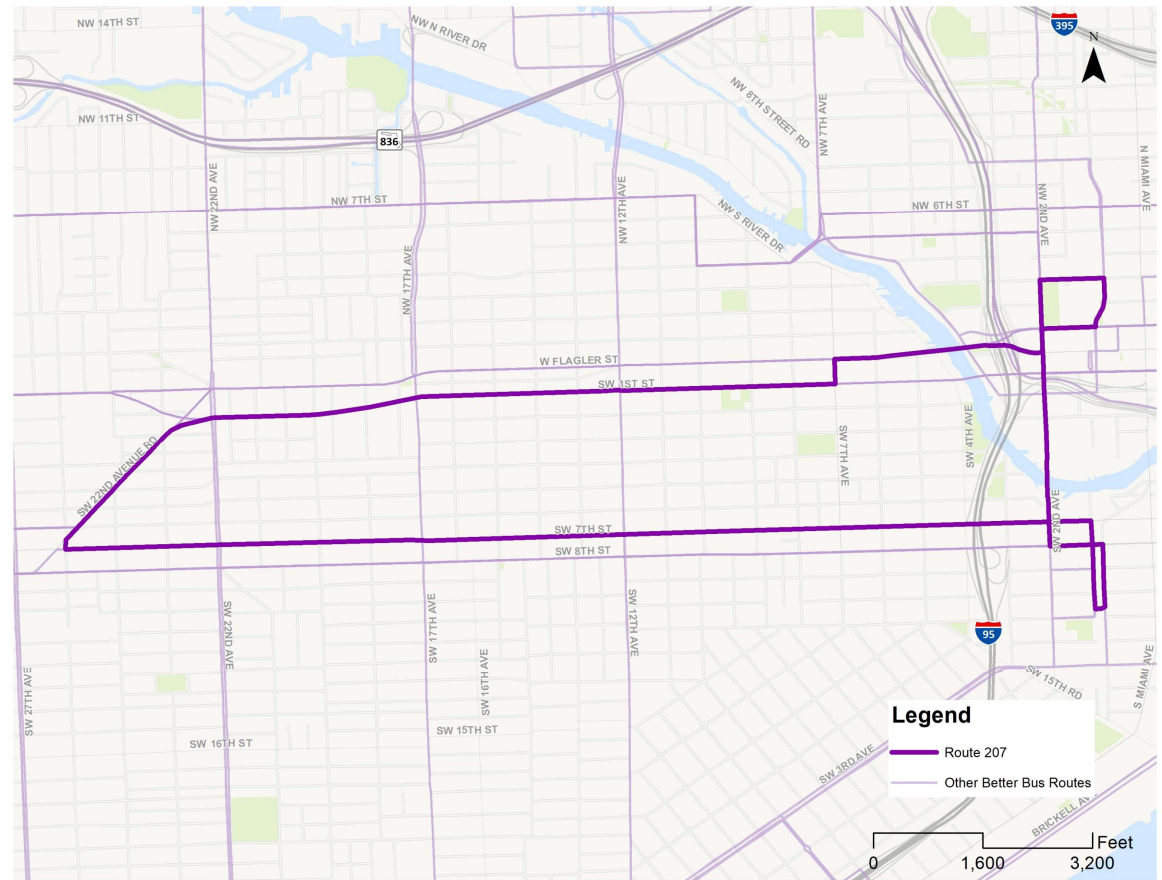 NW 14TH ST
NW N RIVER DR
395
N
NW 11TH ST
836
NW 8TH STREET RD
NW 7TH AVE
N MIAMI AVE
NW 22ND AVE
NW 7TH ST
NW 12TH AVE
NW S RIVER DR
NW 6TH ST
NW 2ND AVE
NW 17TH AVE
W FLAGLER ST
SW 1ST ST
SW 22ND AVENUE RD
SW 7TH AVE
SW 4TH AVE
SW 7TH ST
SW 8TH ST
SW 2ND AVE
SW 27TH AVE
SW 22ND AVE
SW 17TH AVE
SW 16TH AVE
SW 12TH AVE
95
SW 15TH RD
S MIAMI AVE
SW 16TH ST
SW 15TH ST
SW 3RD AVE
Legend
Route 207
Other Better Bus Routes
BRICKELL AV
Feet
0 1,600 3,200